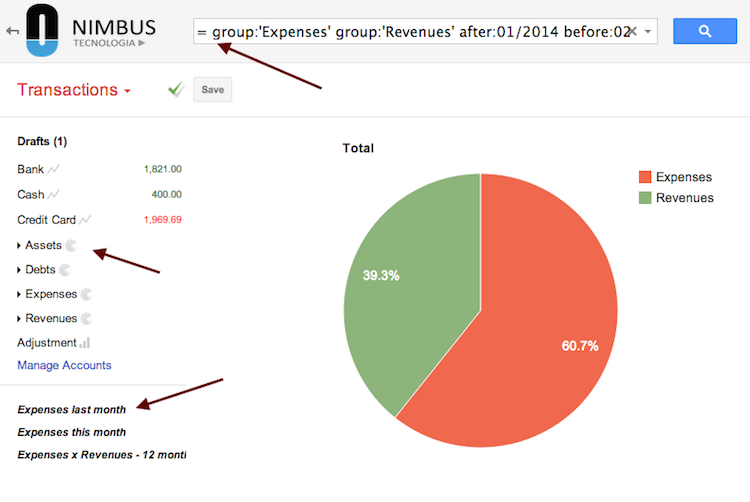 NIMBUS
TECNOLOGIA
= group:'Expenses' group:'Revenues' after:01/2014 before:02
Transactions
Save
Drafts (1)
Bank 1,821.00
Cash 400.00
Credit Card 1,969.69
Assets
Debts
Expenses
Revenues
Adjustment
Manage Accounts
Expenses last month
Expenses this month
Expenses x Revenues - 12 mont
Total
Expenses
Revenues
39.3%
60.7%